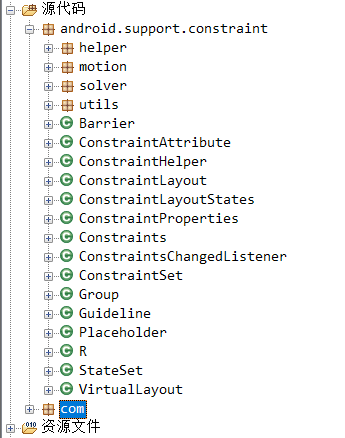 源代码
android.support.constraint
helper
motion
solver
utils
Barrier
ConstraintAttribute
ConstraintHelper
ConstraintLayout
ConstraintLayoutStates
ConstraintProperties
Constraints
ConstraintsChangedListener
ConstraintSet
Group
Guideline
Placeholder
R
StateSet
VirtualLayout
com
资源文件